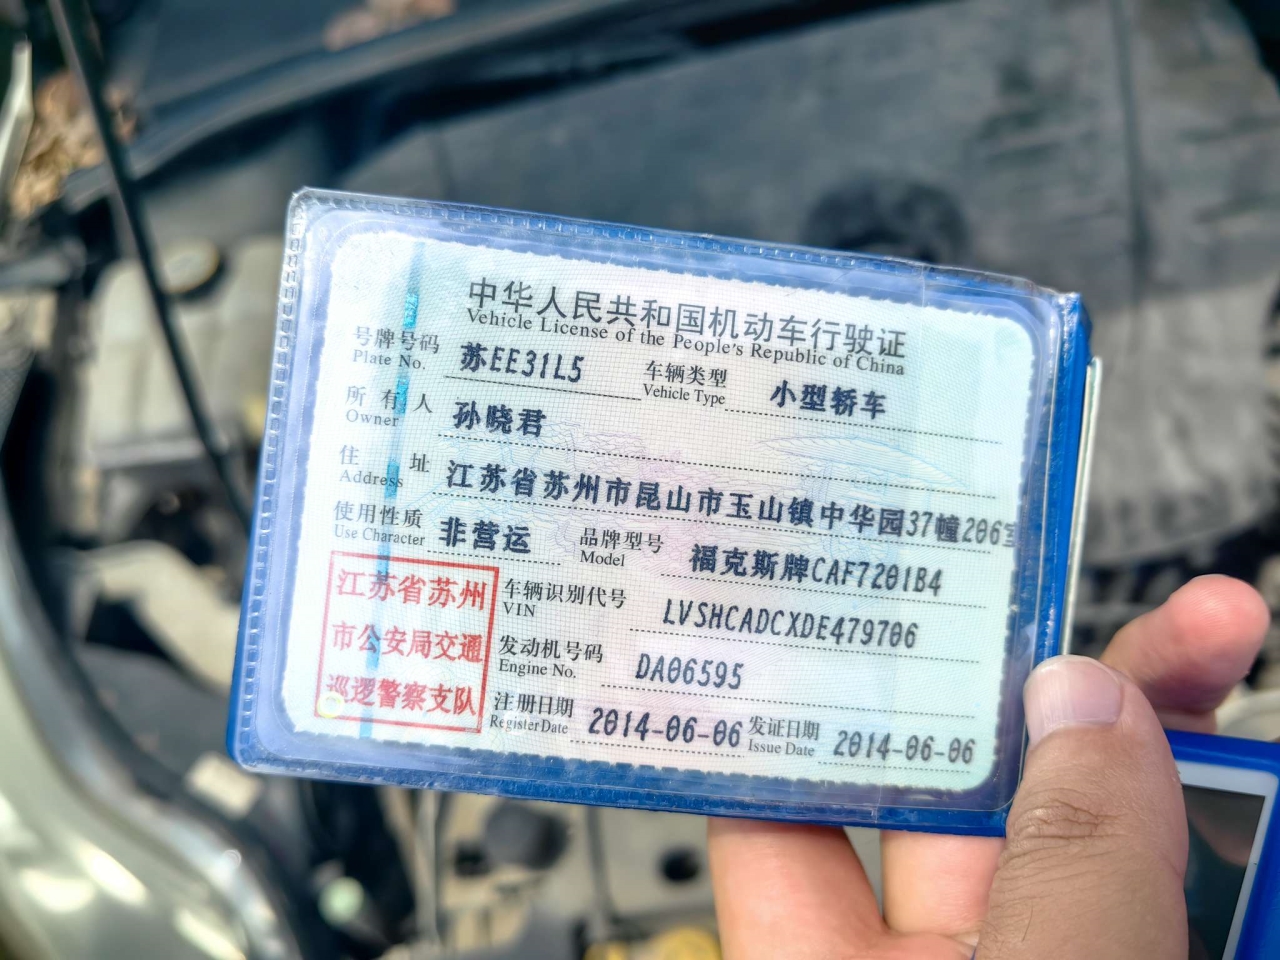 中华人民共和国机动车行驶证
Vehicle License of the People's Republic of China
号牌号码 苏EE31L5 车辆类型 小型轿车
Plate No. Vehicle Type
所有人 孙晓君
Owner
住址 江苏省苏州市昆山市玉山镇中华园37幢206室
Address
使用性质 非营运 品牌型号 福克斯牌CAF7201B4
Use Character Model
江苏省苏州
市公安局交通
巡逻警察支队
车辆识别代号 LVSHCADCXDE479706
VIN
发动机号码 DA06595
Engine No.
注册日期 2014-06-06 发证日期 2014-06-06
Register Date Issue Date